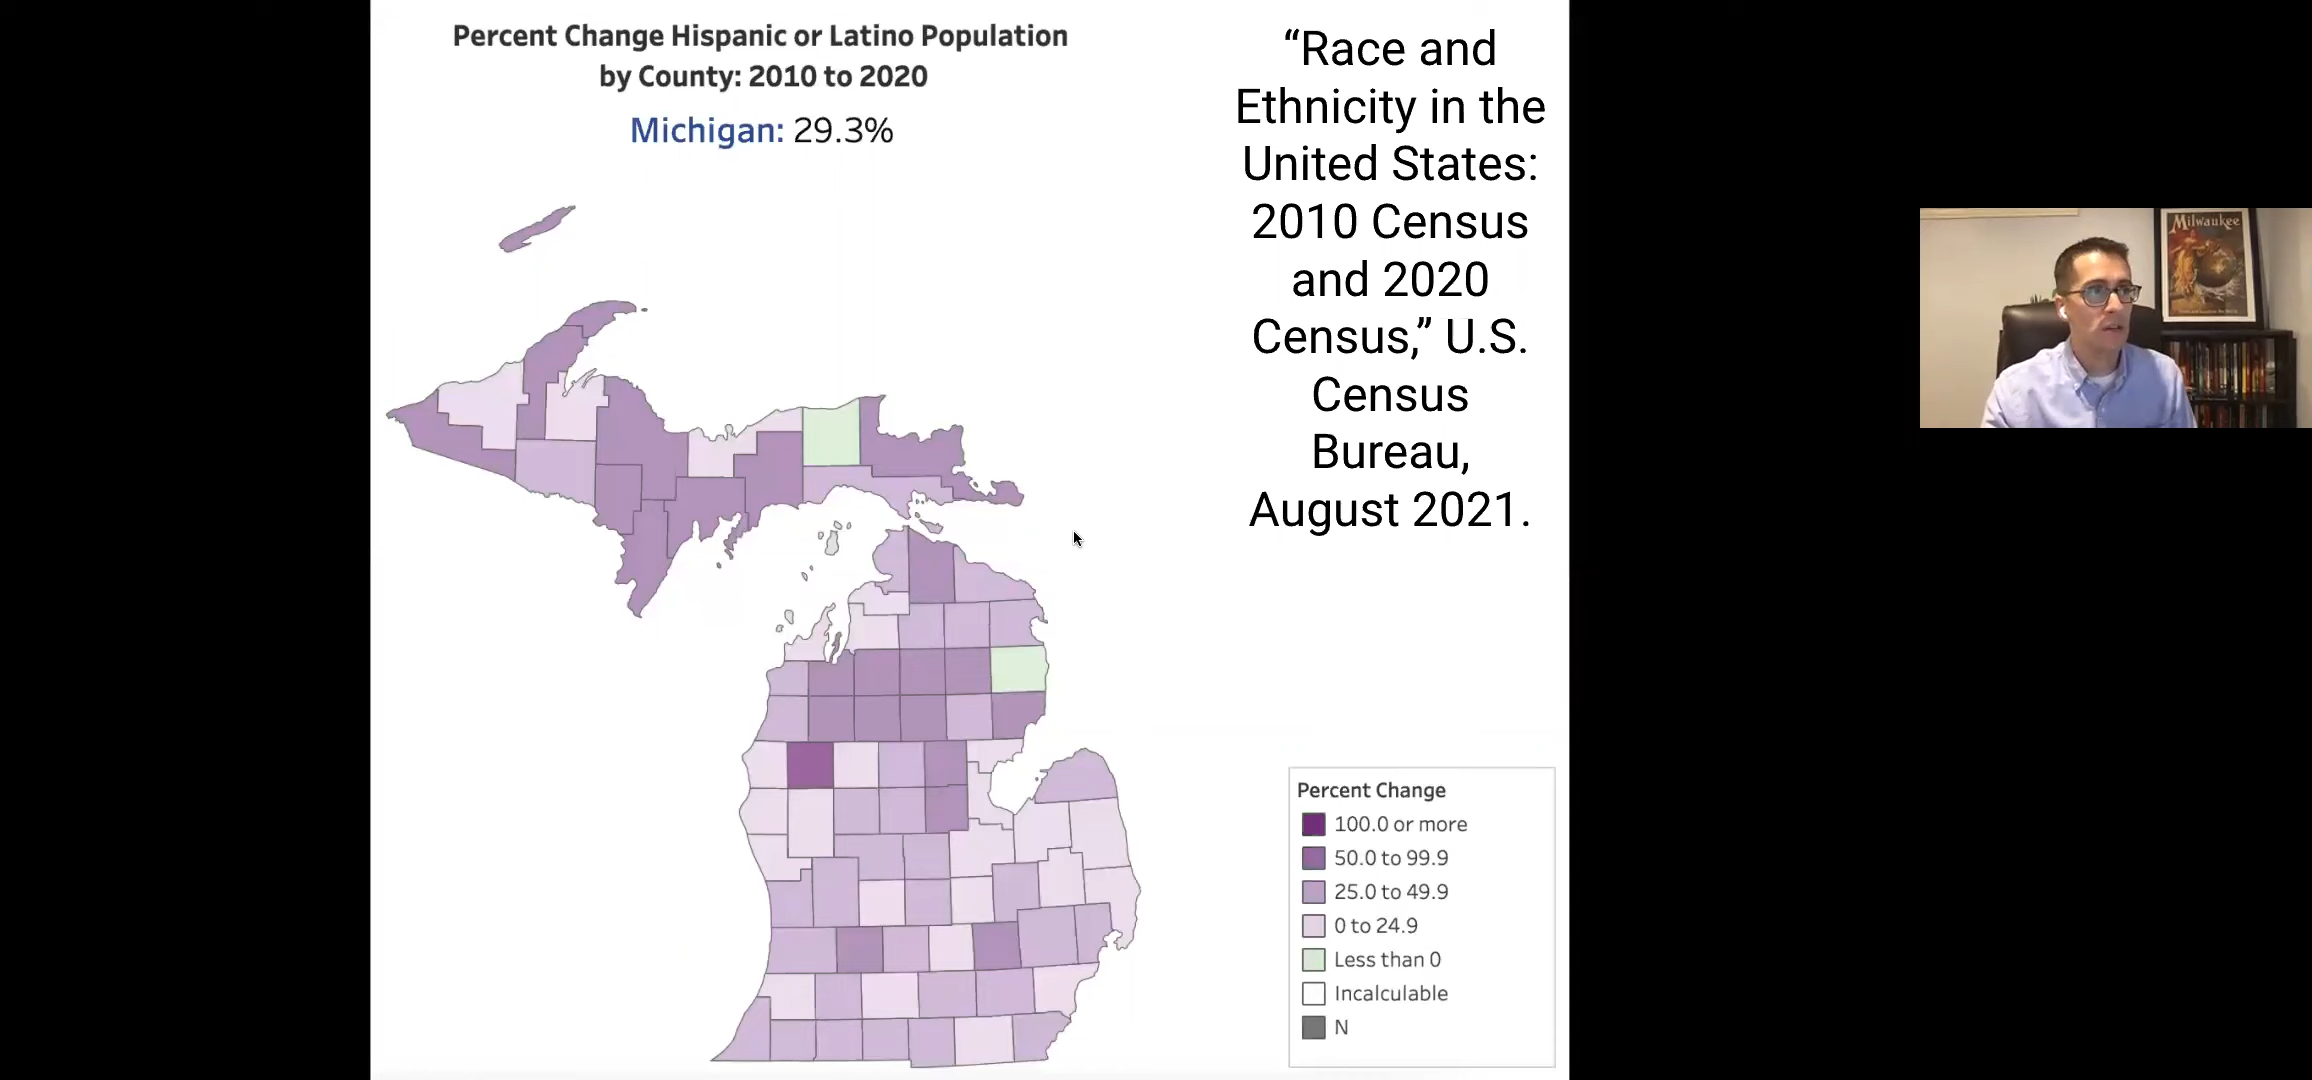 Percent Change Hispanic or Latino Population
by County: 2010 to 2020
Michigan: 29.3%
“Race and
Ethnicity in the
United States:
2010 Census
and 2020
Census,” U.S.
Census
Bureau,
August 2021.
Percent Change
100.0 or more
50.0 to 99.9
25.0 to 49.9
0 to 24.9
Less than 0
Incalculable
N
Milwaukee